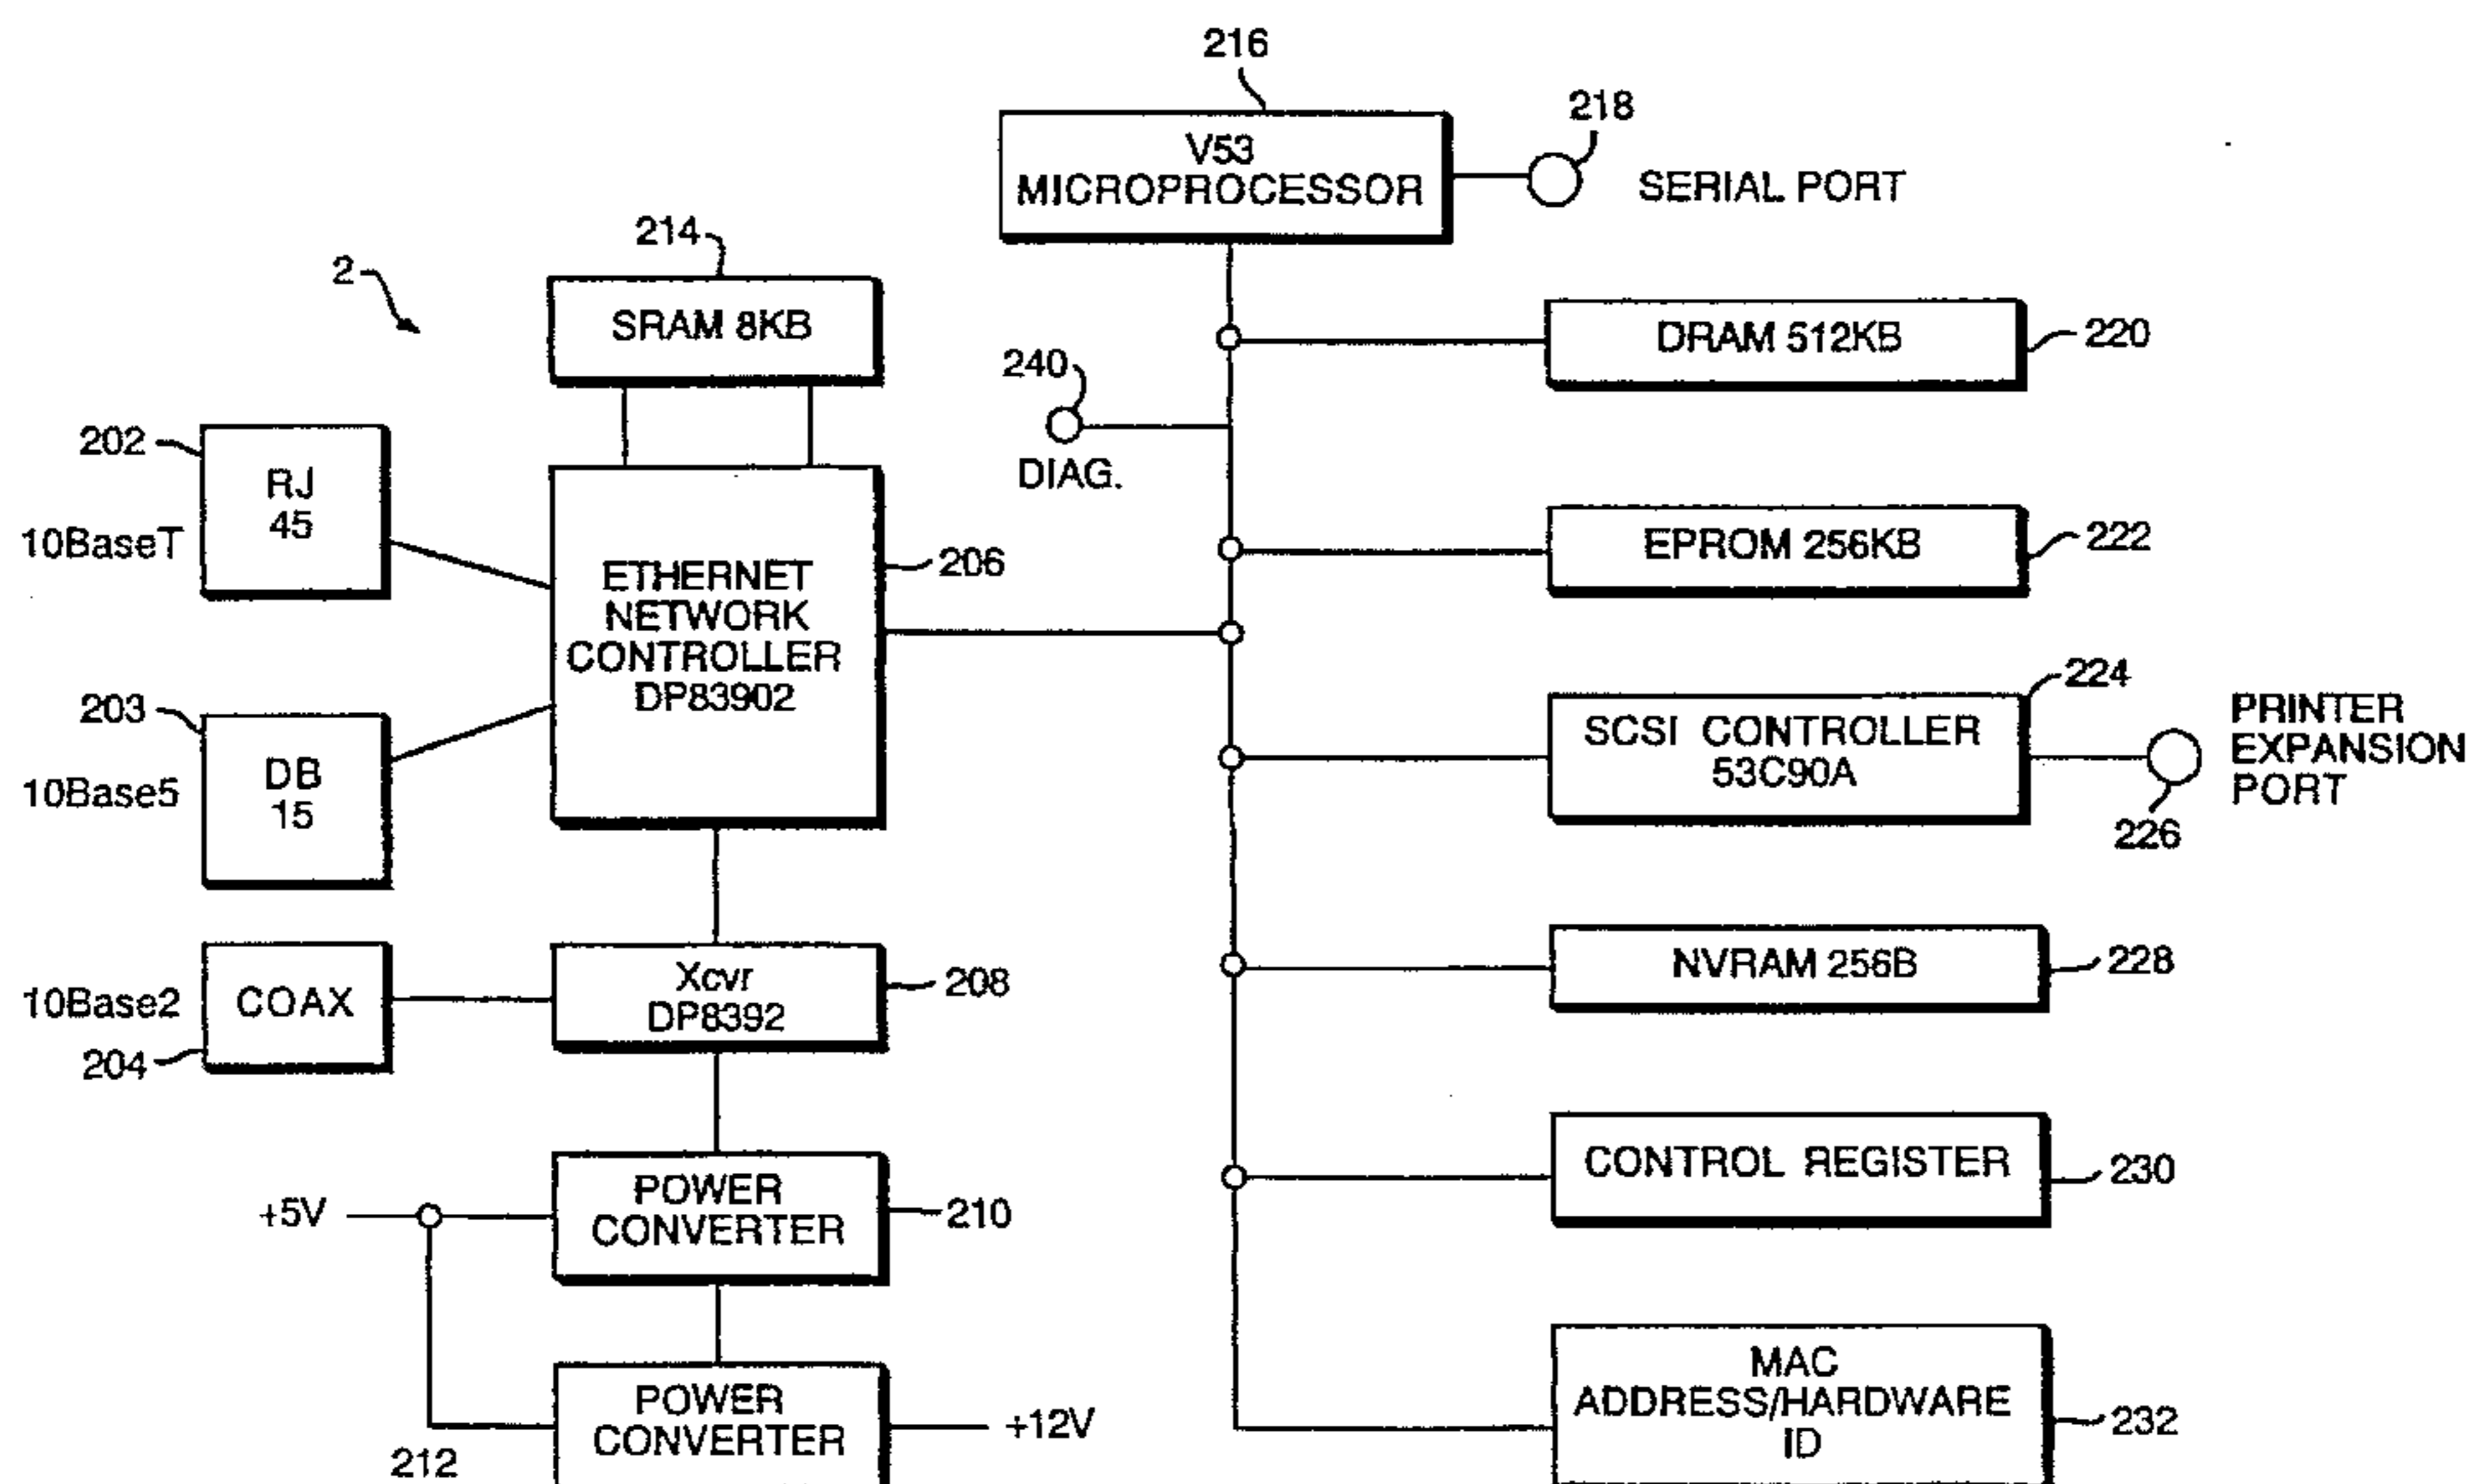 216
218
V53
MICROPROCESSOR
SERIAL PORT
214
2
SRAM 8KB
DRAM 512KB
220
240
DIAG.
202
RJ
45
10BaseT
EPROM 256KB
222
ETHERNET
NETWORK
CONTROLLER
DP83902
206
203
DB
15
10Base5
224
SCSI CONTROLLER
53C90A
PRINTER
EXPANSION
PORT
226
10Base2
COAX
204
Xcvr
DP8392
208
NVRAM 256B
228
CONTROL REGISTER
230
+5V
POWER
CONVERTER
210
MAC
ADDRESS/HARDWARE
ID
232
POWER
CONVERTER
+12V
212